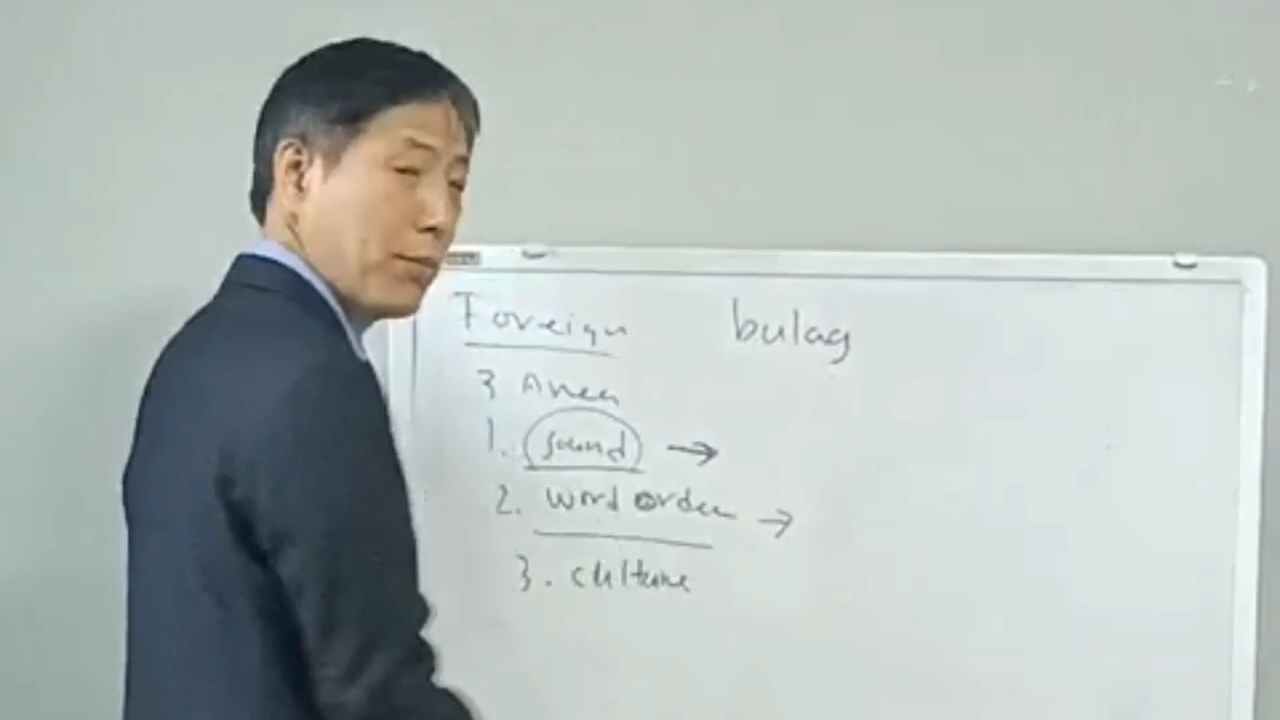 Foreign bulag
3 Area
1. sound →
2. word order →
3. culture